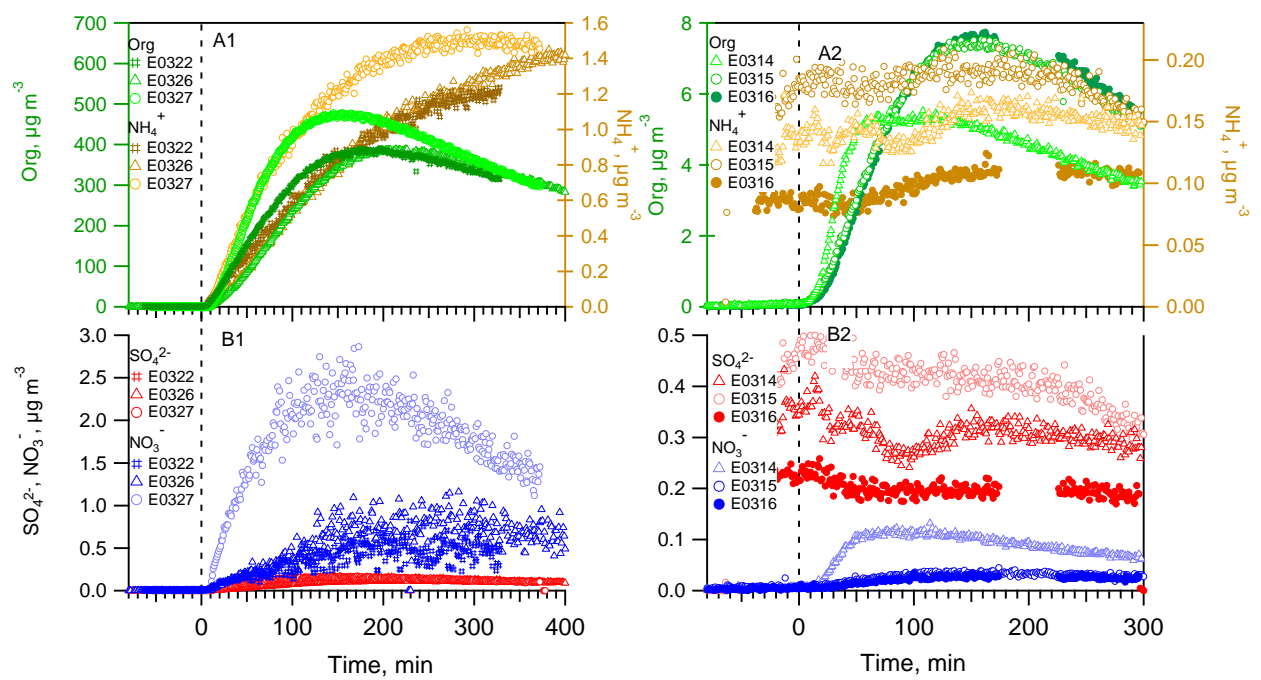 A1
700
600
500
400
300
200
100
0
Org, µg m⁻³
Org
E0322
E0326
E0327
NH₄⁺
E0322
E0326
E0327
1.6
1.4
1.2
1.0
0.8
0.6
0.4
0.2
0.0
NH₄⁺, µg m⁻³
A2
8
6
4
2
0
Org, µg m⁻³
Org
E0314
E0315
E0316
NH₄⁺
E0314
E0315
E0316
0.20
0.15
0.10
0.05
0.00
NH₄⁺, µg m⁻³
B1
3.0
2.5
2.0
1.5
1.0
0.5
0.0
SO₄²⁻, NO₃⁻, µg m⁻³
SO₄²⁻
E0322
E0326
E0327
NO₃⁻
E0322
E0326
E0327
0 100 200 300 400
Time, min
B2
0.5
0.4
0.3
0.2
0.1
0.0
SO₄²⁻
E0314
E0315
E0316
NO₃⁻
E0314
E0315
E0316
0 100 200 300
Time, min